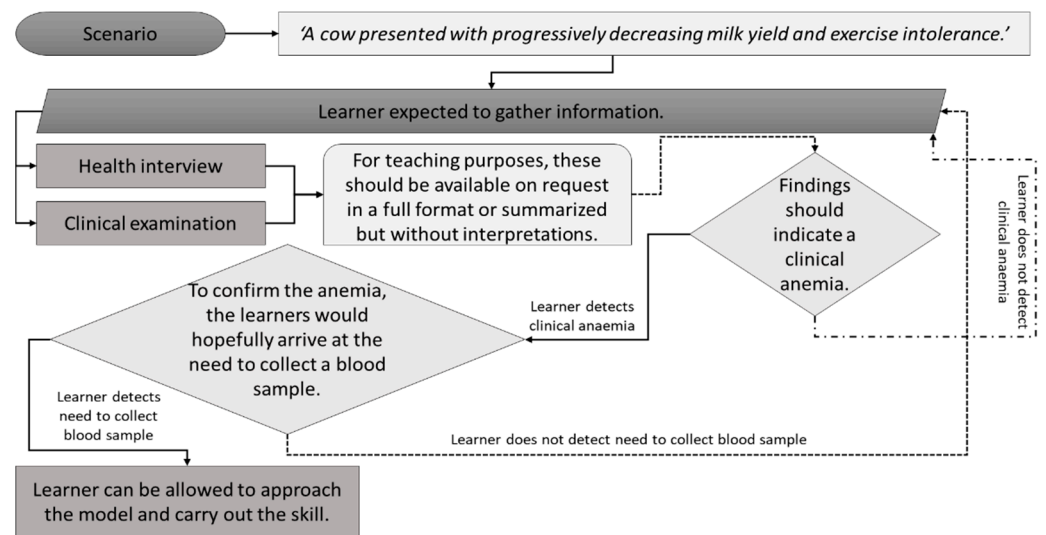 Scenario
‘A cow presented with progressively decreasing milk yield and exercise intolerance.’
Learner expected to gather information.
Health interview
Clinical examination
For teaching purposes, these
should be available on request
in a full format or summarized
but without interpretations.
Findings
should
indicate a
clinical
anemia.
Learner does not detect
clinical anaemia
Learner detects
clinical anaemia
To confirm the anemia,
the learners would
hopefully arrive at the
need to collect a blood
sample.
Learner detects
need to collect
blood sample
Learner does not detect need to collect blood sample
Learner can be allowed to approach
the model and carry out the skill.